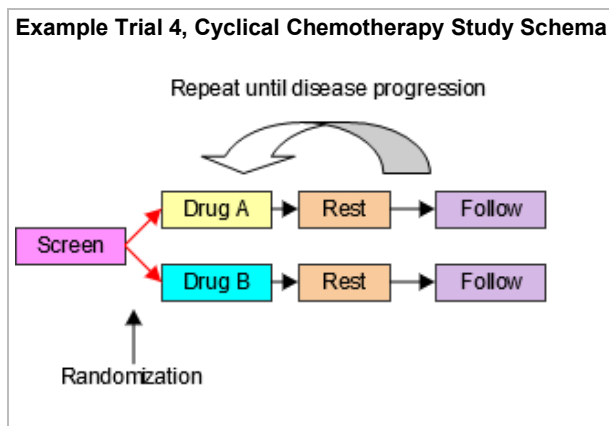 Example Trial 4, Cyclical Chemotherapy Study Schema
Repeat until disease progression
Drug A
Rest
Follow
Screen
Drug B
Rest
Follow
Randomization